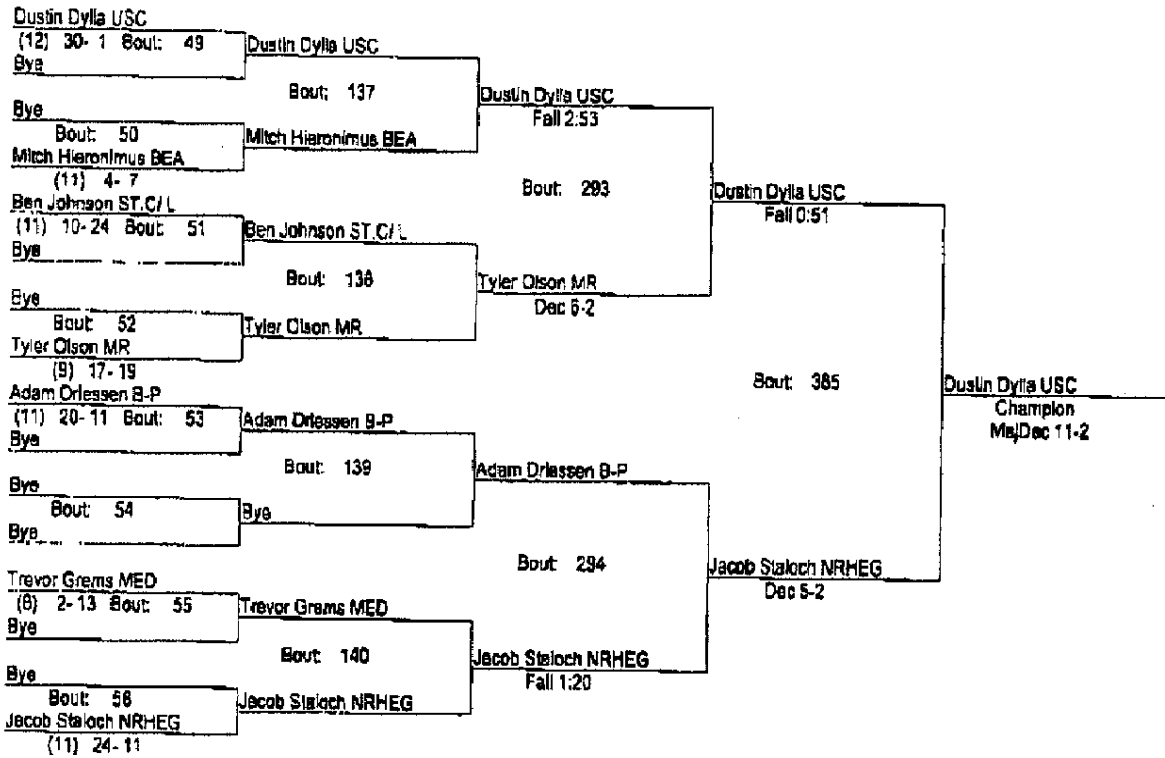 Dustin Dylla USC
(12) 30- 1 Bout: 49
Bye
Bye
Bout: 50
Mitch Hieronimus BEA
(11) 4- 7
Ben Johnson ST.C/ L
(11) 10- 24 Bout: 51
Bye
Bye
Bout: 52
Tyler Olson MR
(9) 17- 19
Adam Driessen B-P
(11) 20- 11 Bout: 53
Bye
Bye
Bout: 54
Bye
Trevor Grems MED
(8) 2- 13 Bout: 55
Bye
Bye
Bout: 56
Jacob Staloch NRHEG
(11) 24- 11
Dustin Dylla USC
Bout: 137
Mitch Hieronimus BEA
Ben Johnson ST.C/ L
Bout: 138
Tyler Olson MR
Adam Driessen B-P
Bout: 139
Bye
Trevor Grems MED
Bout: 140
Jacob Staloch NRHEG
Dustin Dylla USC
Fall 2:53
Bout: 293
Tyler Olson MR
Dec 6-2
Adam Driessen B-P
Bout: 294
Jacob Staloch NRHEG
Fall 1:20
Dustin Dylla USC
Fall 0:51
Bout: 385
Jacob Staloch NRHEG
Dec 5-2
Dustin Dylla USC
Champion
MajDec 11-2